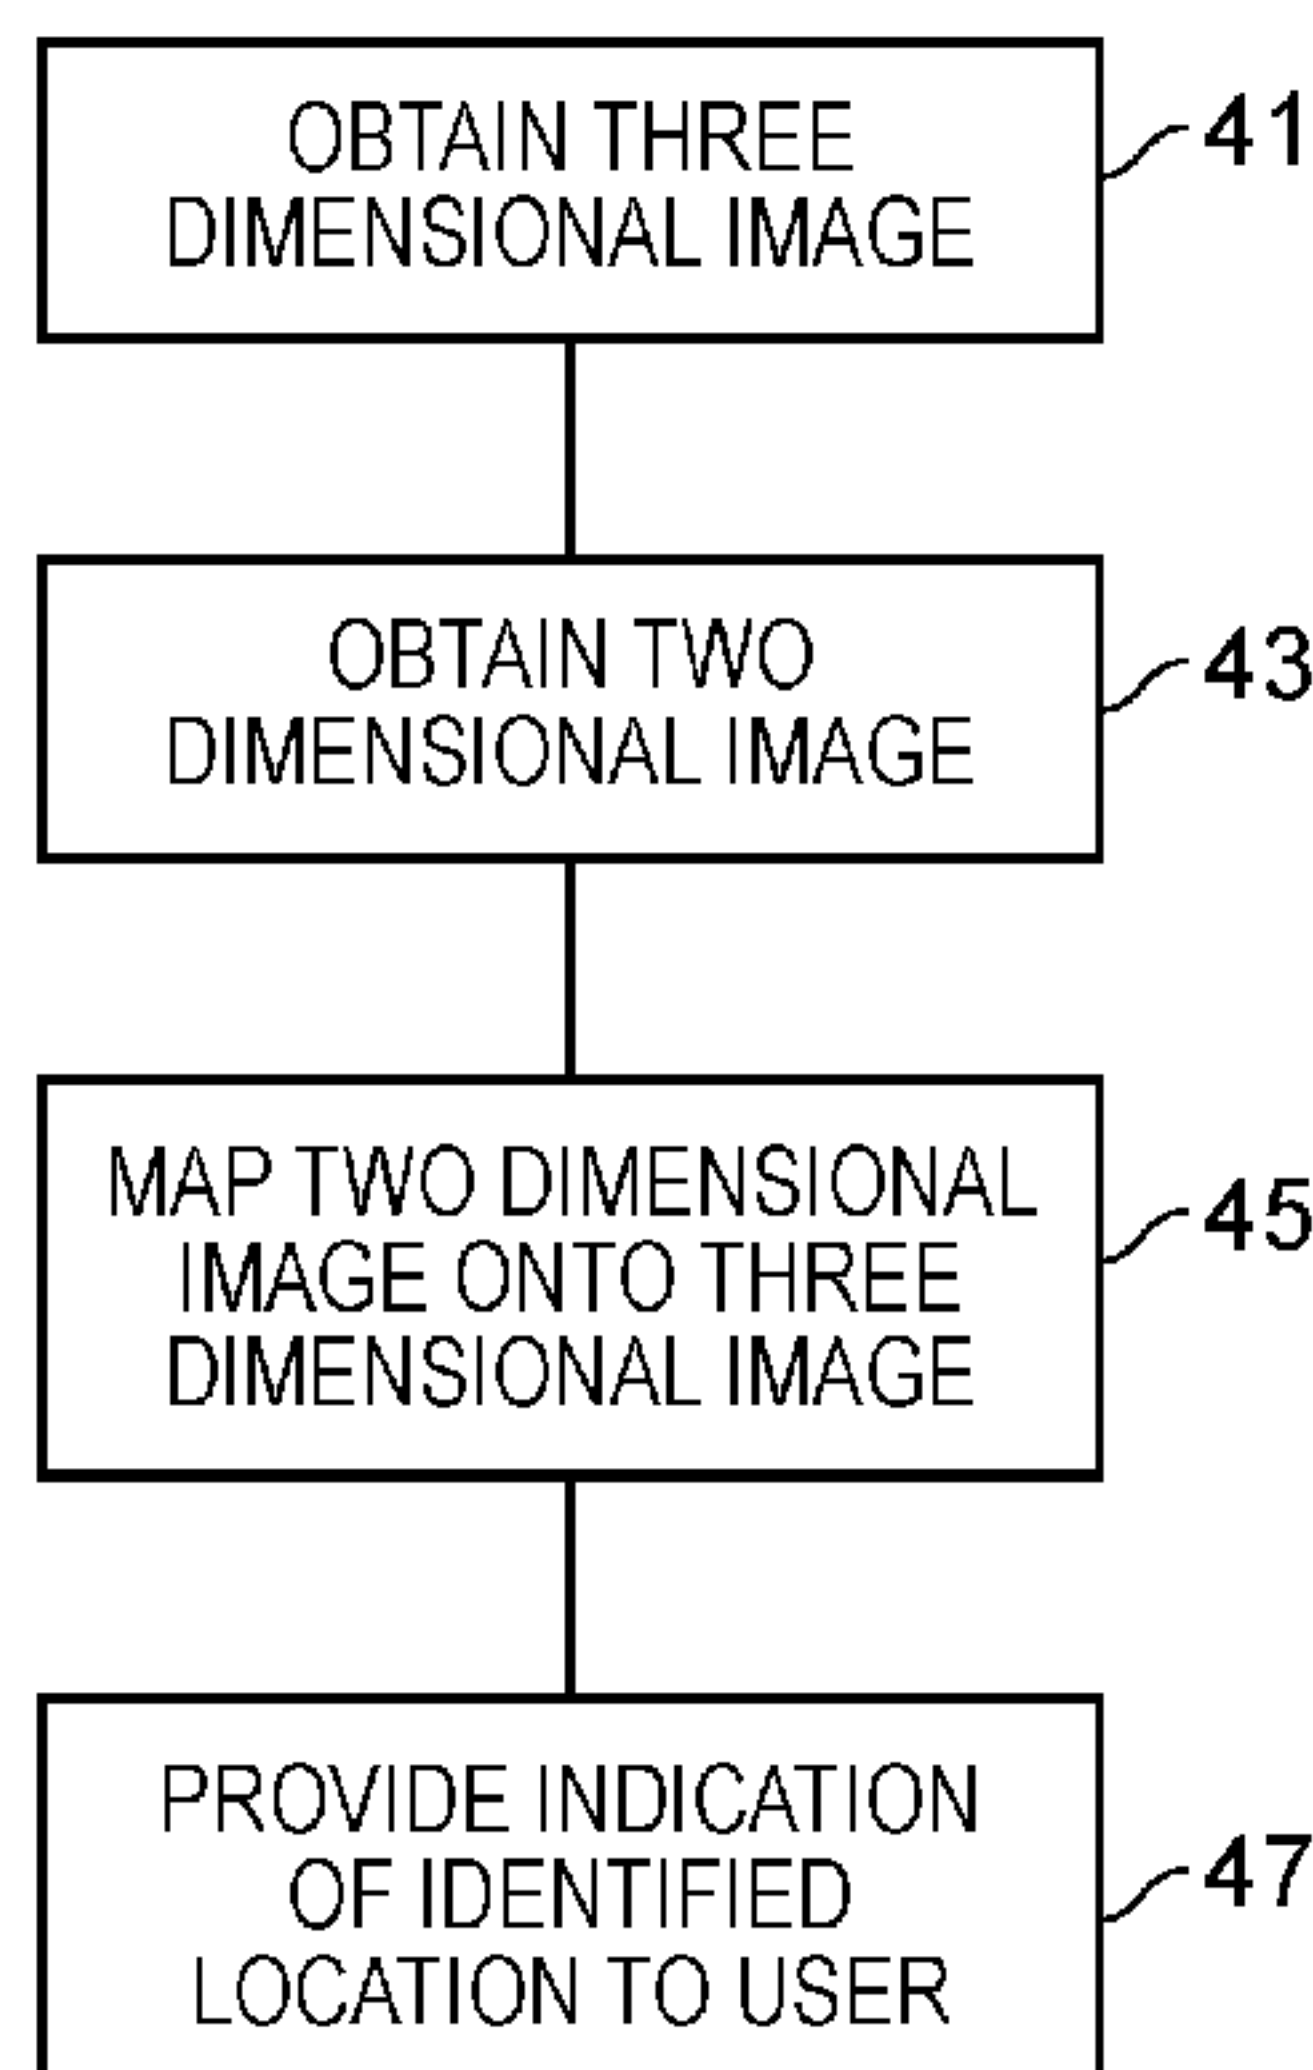 OBTAIN THREE
DIMENSIONAL IMAGE
41
OBTAIN TWO
DIMENSIONAL IMAGE
43
MAP TWO DIMENSIONAL
IMAGE ONTO THREE
DIMENSIONAL IMAGE
45
PROVIDE INDICATION
OF IDENTIFIED
LOCATION TO USER
47